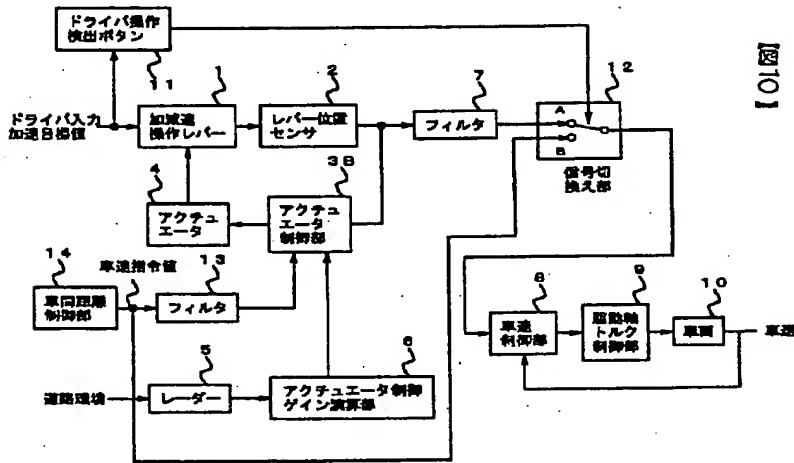 【図10】
ドライバ操作
検出ボタン
11
1
2
7
12
ドライバ入力
加速目標値
加減速
操作レバー
レバー位置
センサ
フィルタ
A
B
信号切
換え部
4
3B
アクチュ
エータ
アクチュ
エータ
制御部
14
車速指令値
13
車間距離
制御部
フィルタ
8
9
10
車速
制御部
駆動軸
トルク
制御部
車両
車速
5
6
道路環境
レーダー
アクチュエータ制御
ゲイン演算部